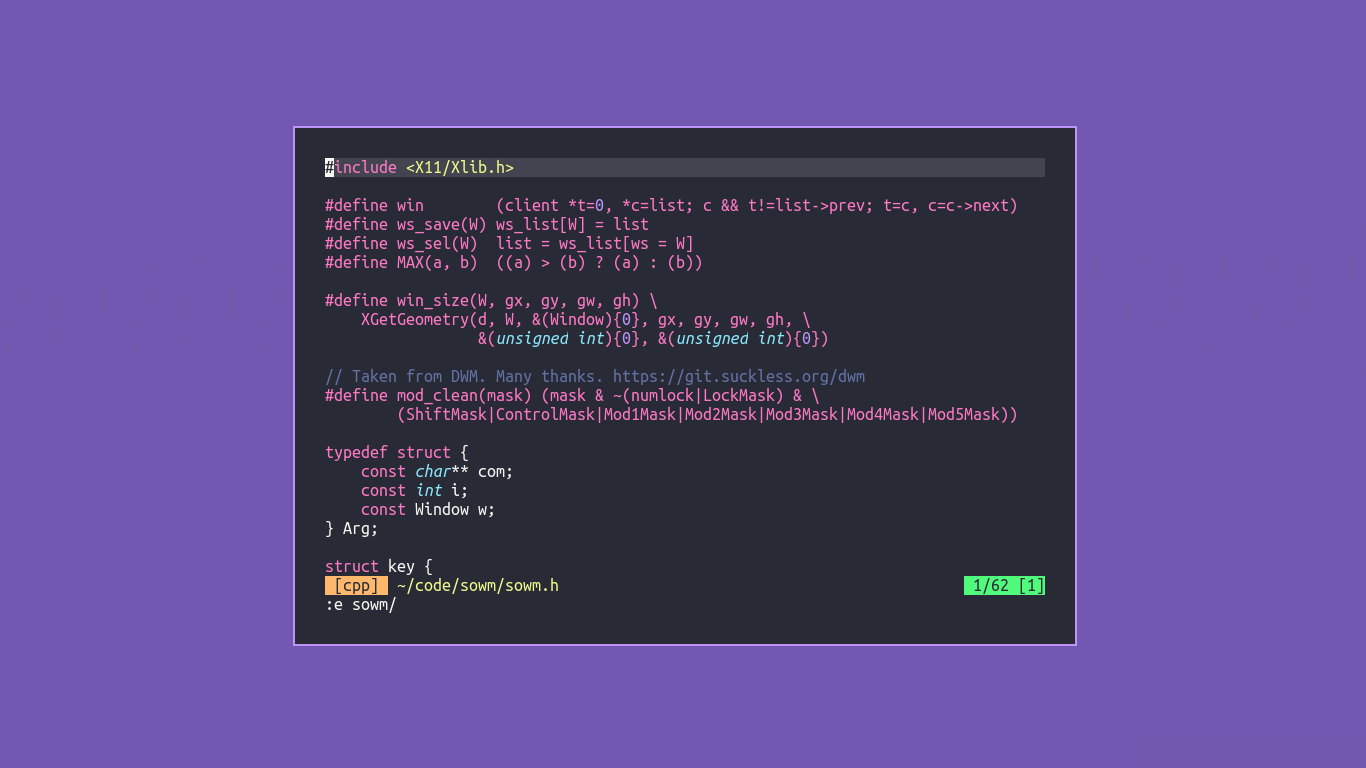 #include <X11/Xlib.h>

#define win        (client *t=0, *c=list; c && t!=list->prev; t=c, c=c->next)
#define ws_save(W) ws_list[W] = list
#define ws_sel(W)  list = ws_list[ws = W]
#define MAX(a, b)  ((a) > (b) ? (a) : (b))

#define win_size(W, gx, gy, gw, gh) \
    XGetGeometry(d, W, &(Window){0}, gx, gy, gw, gh, \
                 &(unsigned int){0}, &(unsigned int){0})

// Taken from DWM. Many thanks. https://git.suckless.org/dwm
#define mod_clean(mask) (mask & ~(numlock|LockMask) & \
        (ShiftMask|ControlMask|Mod1Mask|Mod2Mask|Mod3Mask|Mod4Mask|Mod5Mask))

typedef struct {
    const char** com;
    const int i;
    const Window w;
} Arg;

struct key {
[cpp] ~/code/sowm/sowm.h 1/62 [1]
:e sowm/